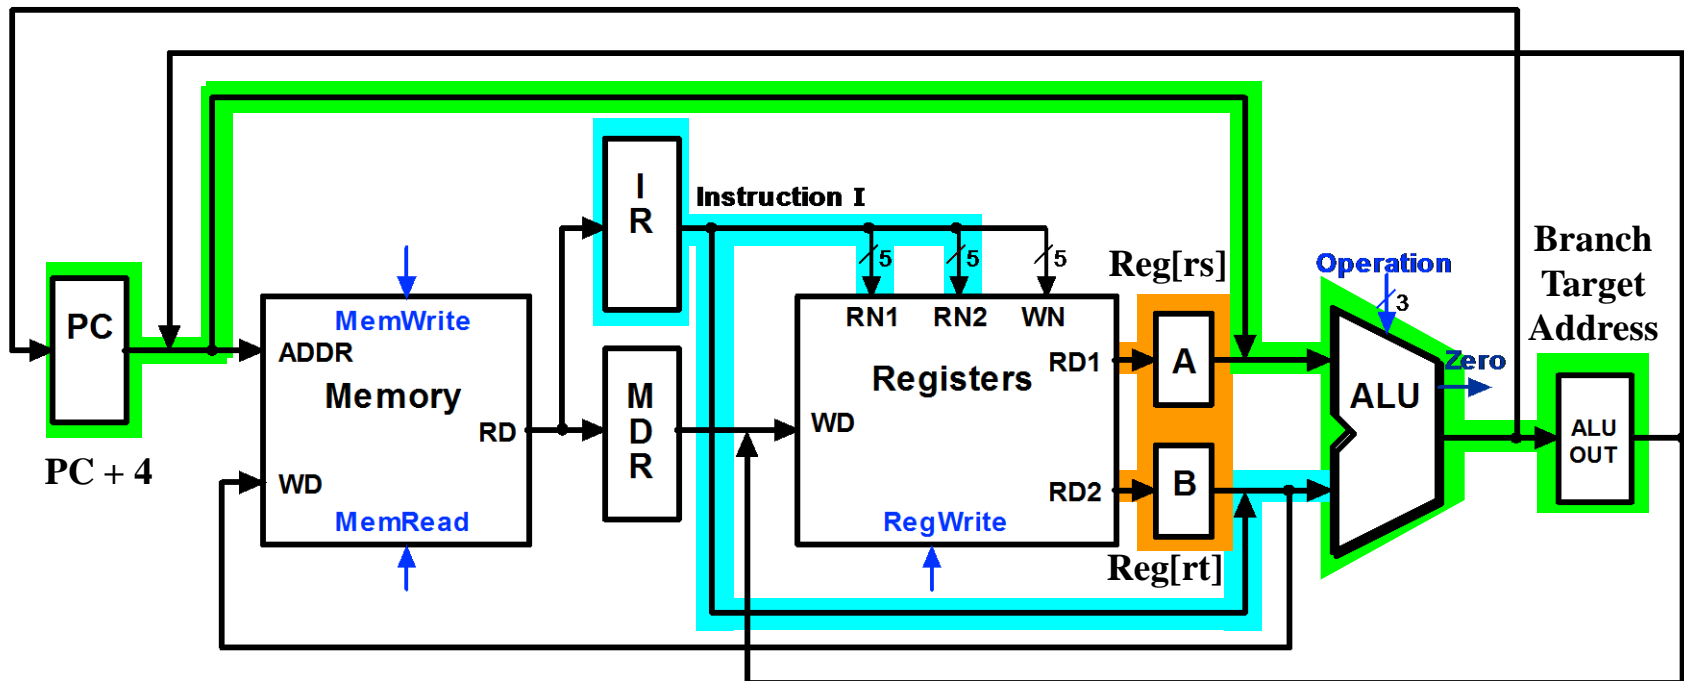 I
R
Instruction I
5
5
5
Reg[rs]
Operation
3
Branch
Target
Address
PC
PC + 4
MemWrite
ADDR
Memory
RD
WD
MemRead
M
D
R
RN1
RN2
WN
RD1
Registers
WD
RD2
RegWrite
A
B
Reg[rt]
ALU
Zero
ALU
OUT